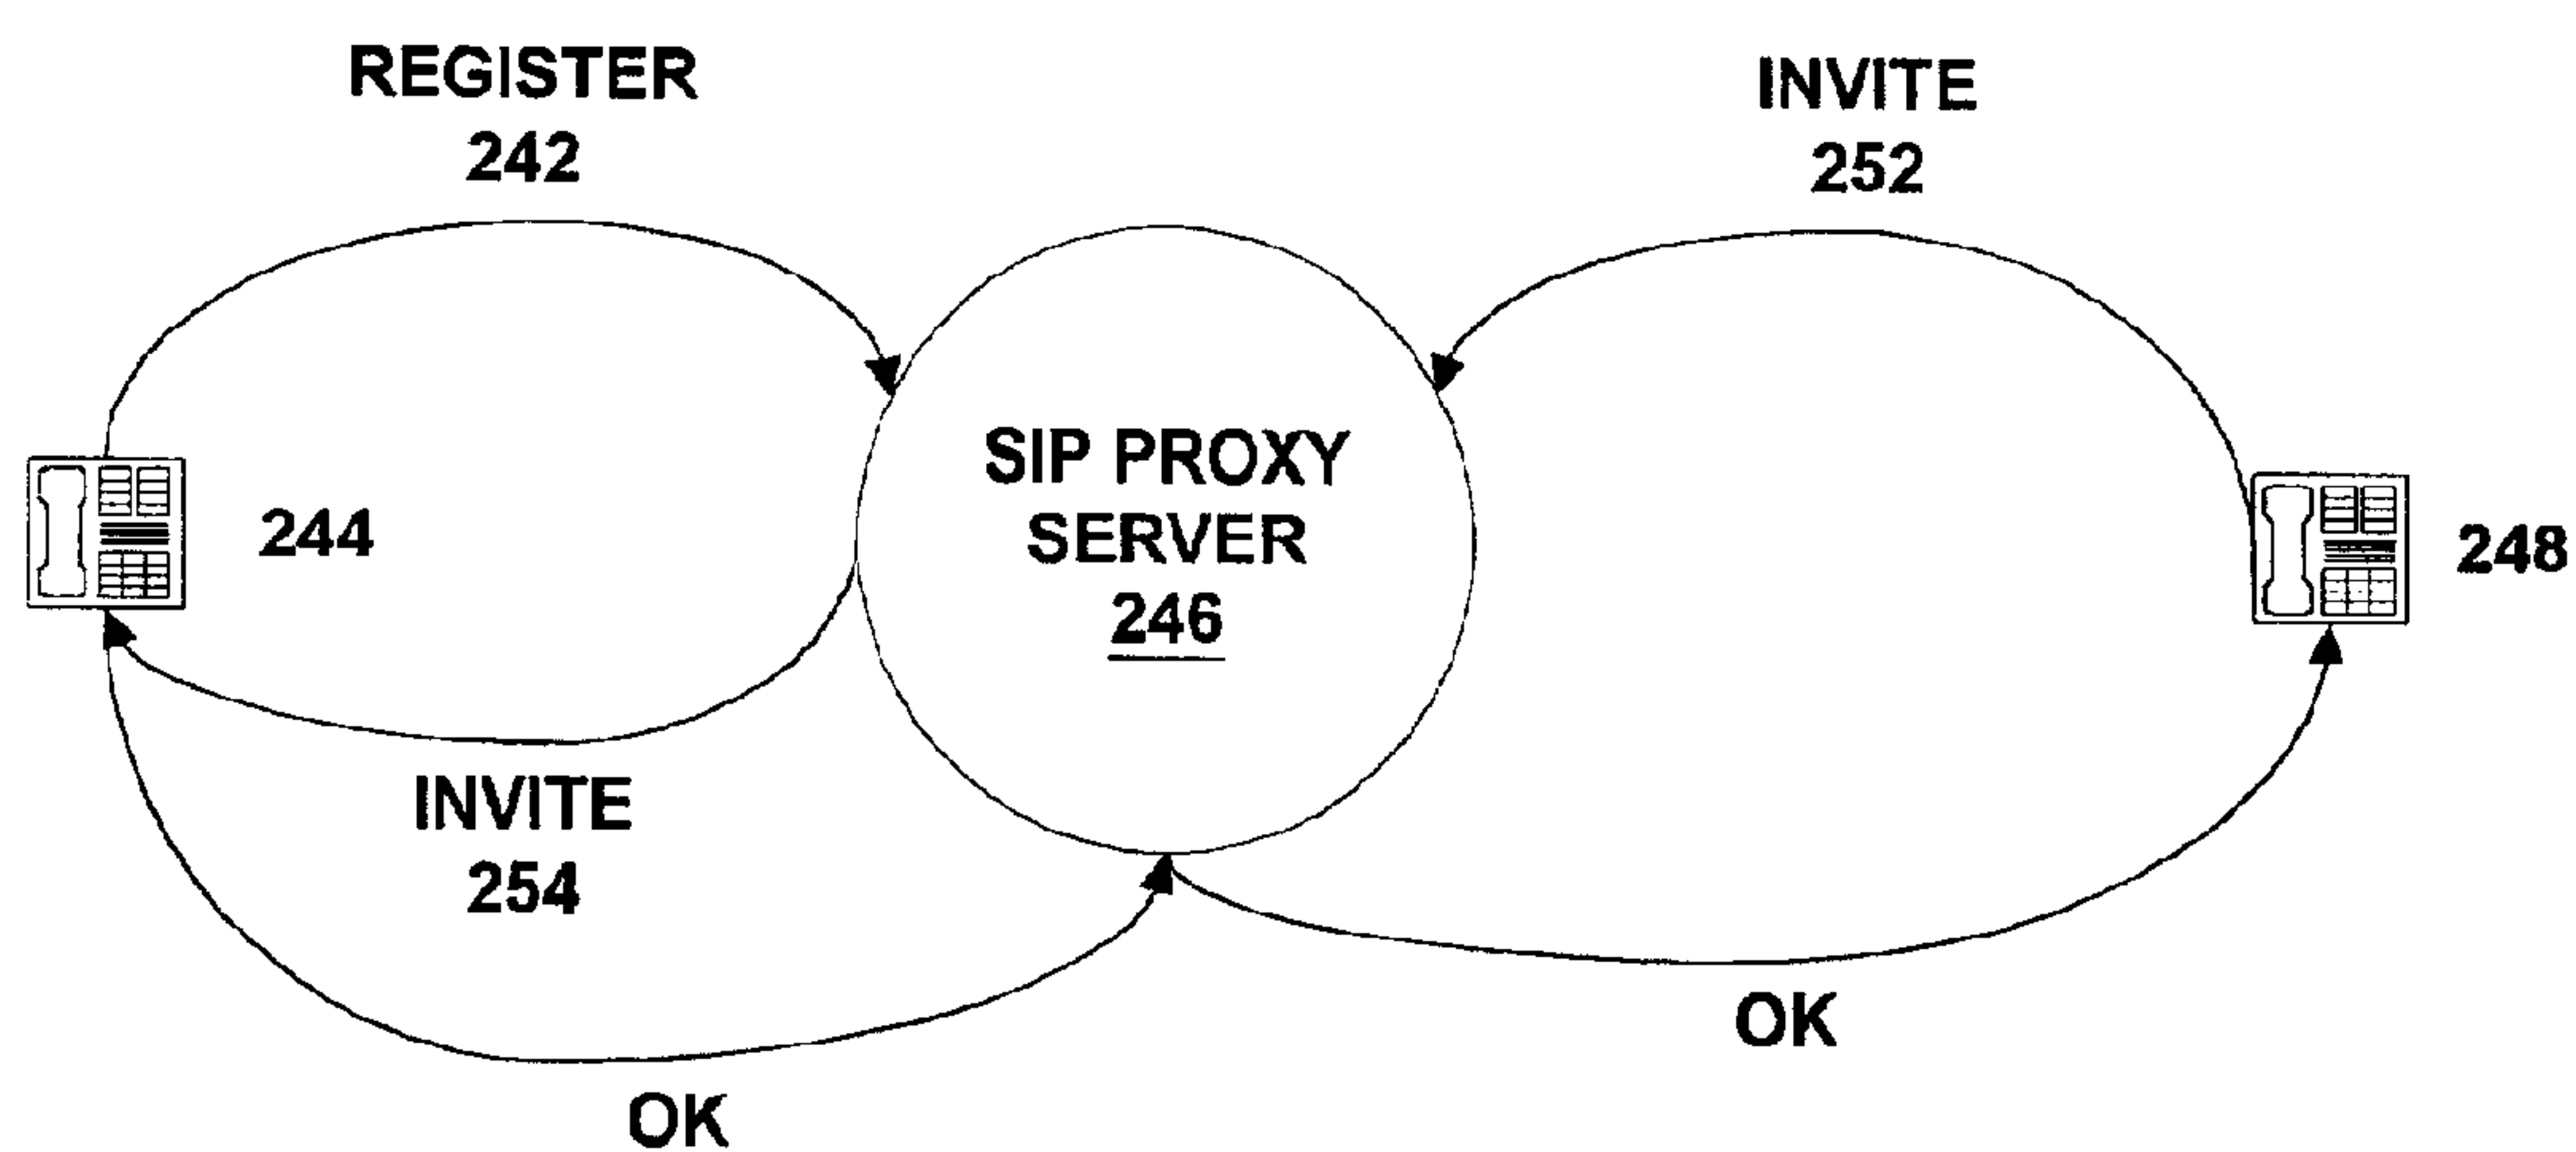 REGISTER
242
INVITE
252
244
SIP PROXY
SERVER
246
248
INVITE
254
OK
OK